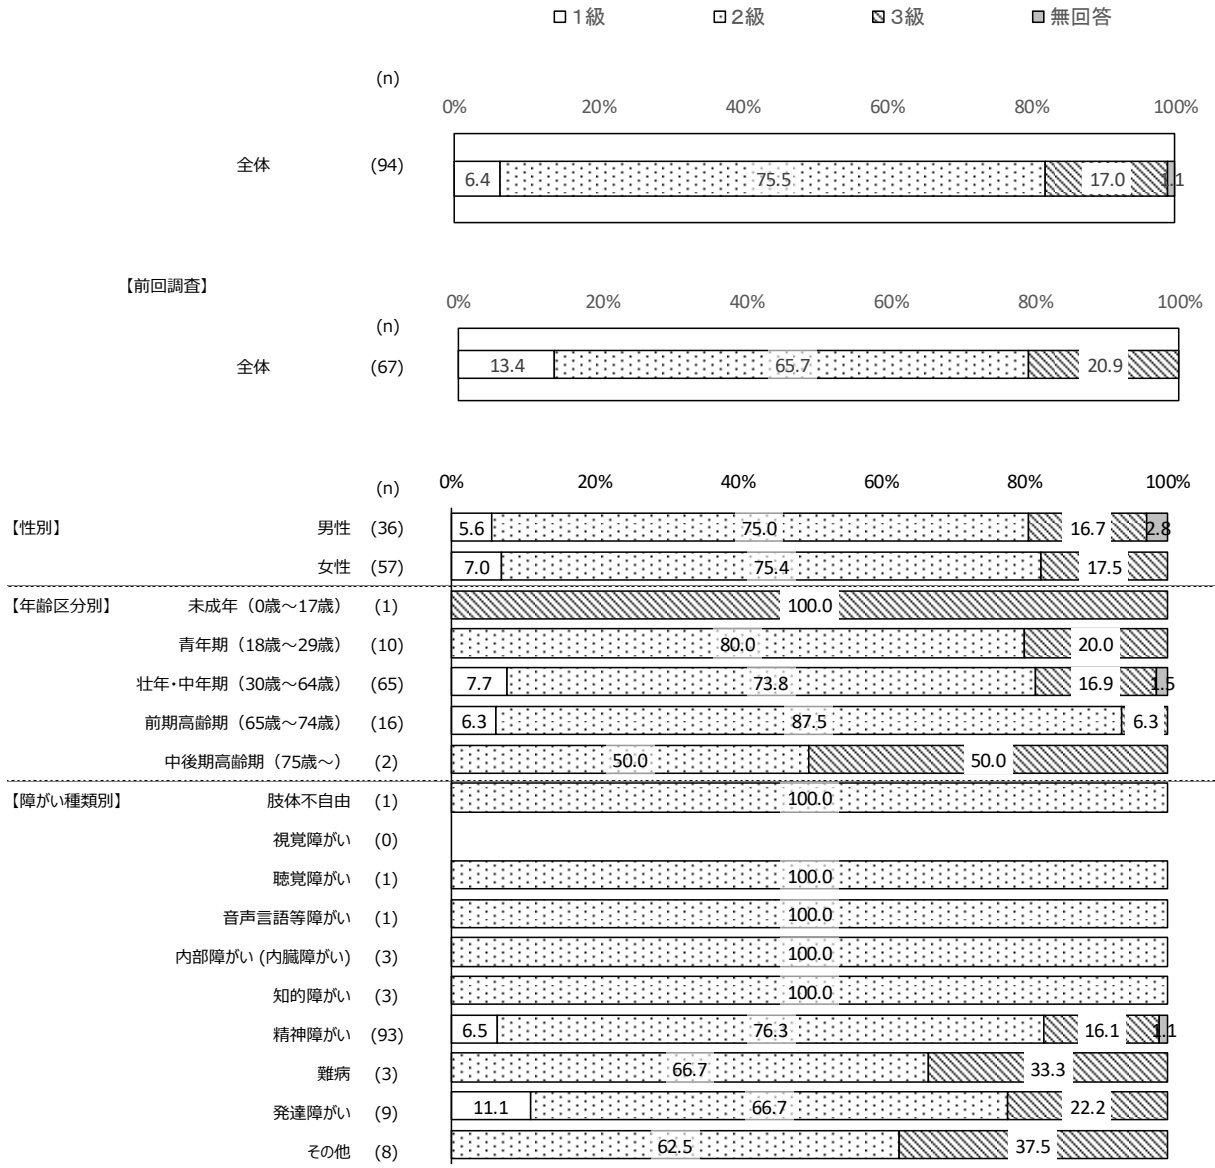 １級 ２級 ３級 無回答
(n)
0% 20% 40% 60% 80% 100%
全体 (94) 6.4 75.5 17.0 1.1
【前回調査】
0% 20% 40% 60% 80% 100%
(n)
全体 (67) 13.4 65.7 20.9
(n) 0% 20% 40% 60% 80% 100%
【性別】 男性 (36) 5.6 75.0 16.7 2.8
女性 (57) 7.0 75.4 17.5
【年齢区分別】 未成年（0歳～17歳） (1) 100.0
青年期（18歳～29歳） (10) 80.0 20.0
壮年・中年期（30歳～64歳） (65) 7.7 73.8 16.9 1.5
前期高齢期（65歳～74歳） (16) 6.3 87.5 6.3
中後期高齢期（75歳～） (2) 50.0 50.0
【障がい種類別】 肢体不自由 (1) 100.0
視覚障がい (0)
聴覚障がい (1) 100.0
音声言語等障がい (1) 100.0
内部障がい (内臓障がい) (3) 100.0
知的障がい (3) 100.0
精神障がい (93) 6.5 76.3 16.1 1.1
難病 (3) 66.7 33.3
発達障がい (9) 11.1 66.7 22.2
その他 (8) 62.5 37.5